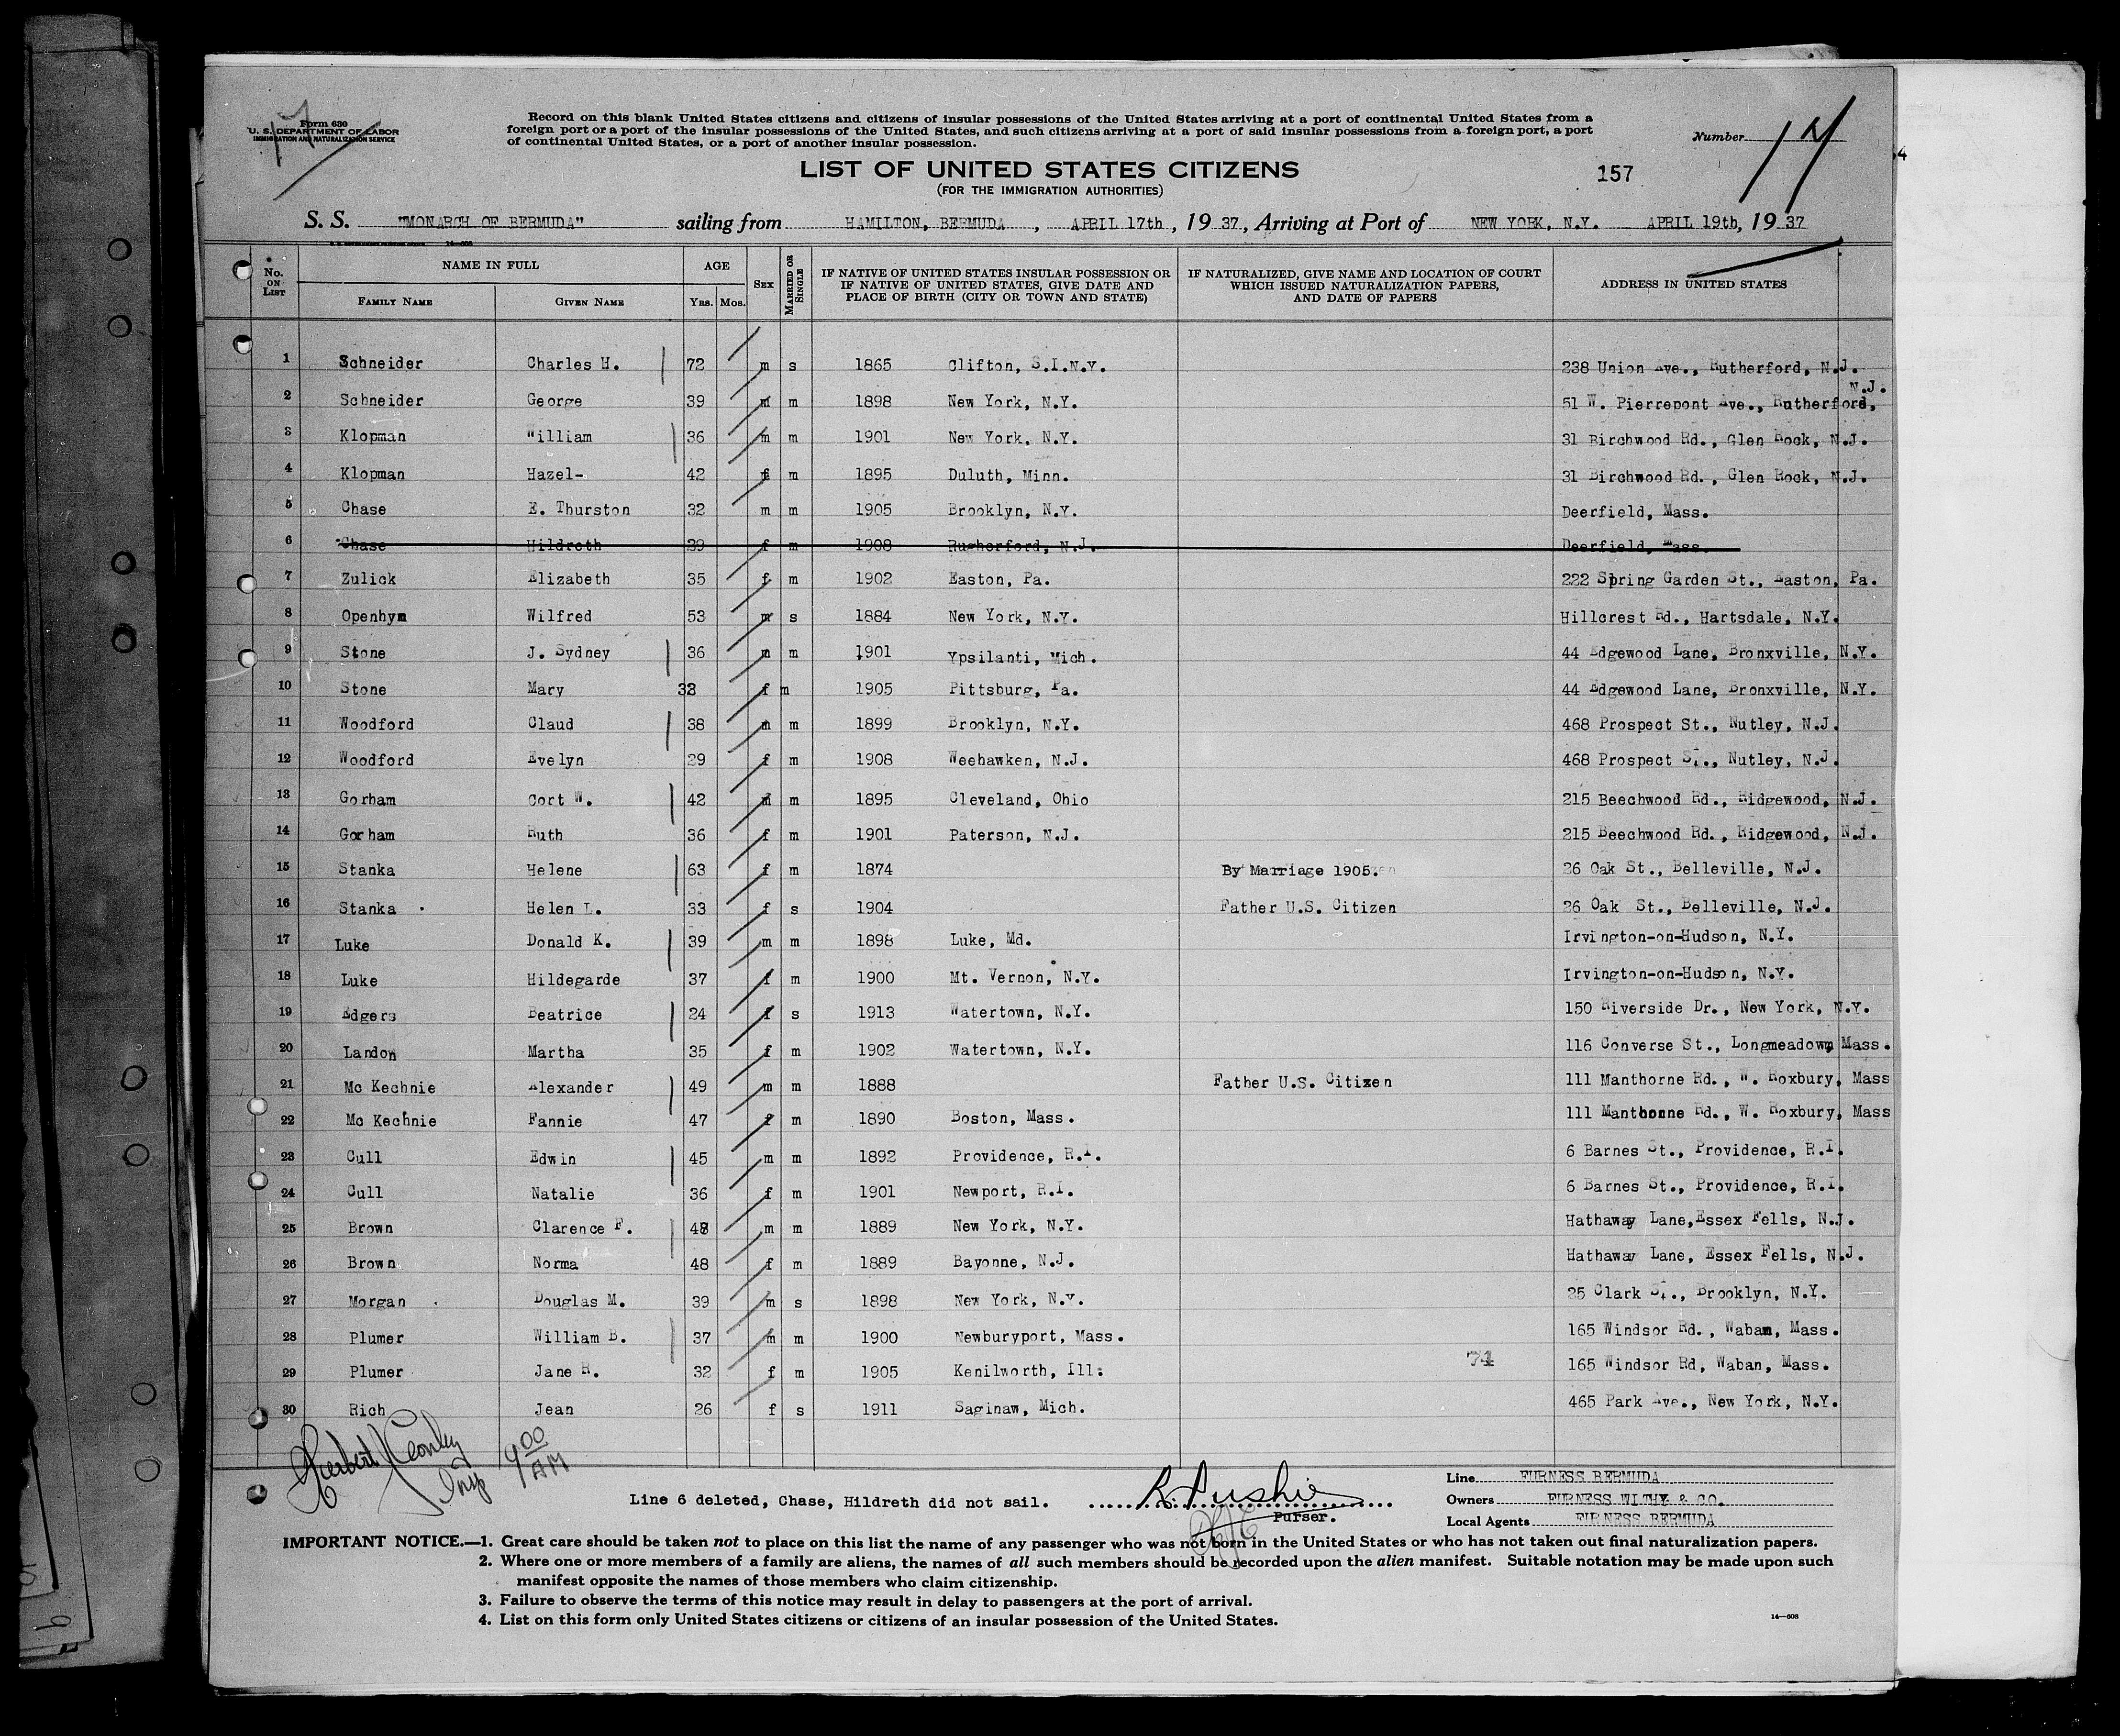 Form 630
U. S. DEPARTMENT OF LABOR
IMMIGRATION AND NATURALIZATION SERVICE
17
Record on this blank United States citizens and citizens of insular possessions of the United States arriving at a port of continental United States from a
foreign port or a port of the insular possessions of the United States, and such citizens arriving at a port of said insular possessions from a foreign port, a port
of continental United States, or a port of another insular possession.
Number
LIST OF UNITED STATES CITIZENS
(FOR THE IMMIGRATION AUTHORITIES)
157
S. S. "MONARCH OF BERMUDA" sailing from HAMILTON, BERMUDA , APRIL 17th , 19 37, Arriving at Port of NEW YORK, N.Y. APRIL 19th, 19 37
No. ON LIST NAME IN FULL AGE SEX MARRIED OR SINGLE IF NATIVE OF UNITED STATES INSULAR POSSESSION OR IF NATIVE OF UNITED STATES, GIVE DATE AND PLACE OF BIRTH (CITY OR TOWN AND STATE) IF NATURALIZED, GIVE NAME AND LOCATION OF COURT WHICH ISSUED NATURALIZATION PAPERS, AND DATE OF PAPERS ADDRESS IN UNITED STATES
FAMILY NAME GIVEN NAME YRS. MOS.
1 Schneider Charles H. 72 m s 1865 Clifton, S.I.N.Y. 238 Union Ave., Rutherford, N.J.
2 Schneider George 39 m m 1898 New York, N.Y. 51 W. Pierrepont Ave., Rutherford, N.J.
3 Klopman William 36 m m 1901 New York, N.Y. 31 Birchwood Rd., Glen Rock, N.J.
4 Klopman Hazel- 42 f m 1895 Duluth, Minn. 31 Birchwood Rd., Glen Rock, N.J.
5 Chase E. Thurston 32 m m 1905 Brooklyn, N.Y. Deerfield, Mass.
6 Chase Hildreth 29 f m 1908 Rutherford, N.J. Deerfield, Mass.
7 Zulick Elizabeth 35 f m 1902 Easton, Pa. 222 Spring Garden St., Easton, Pa.
8 Openhym Wilfred 53 m s 1884 New York, N.Y. Hillcrest Rd., Hartsdale, N.Y.
9 Stone J. Sydney 36 m m 1901 Ypsilanti, Mich. 44 Edgewood Lane, Bronxville, N.Y.
10 Stone Mary 32 f m 1905 Pittsburg, Pa. 44 Edgewood Lane, Bronxville, N.Y.
11 Woodford Claud 38 m m 1899 Brooklyn, N.Y. 468 Prospect St., Nutley, N.J.
12 Woodford Evelyn 29 f m 1908 Weehawken, N.J. 468 Prospect St., Nutley, N.J.
13 Gorham Cort W. 42 m m 1895 Cleveland, Ohio 215 Beechwood Rd., Ridgewood, N.J.
14 Gorham Ruth 36 f m 1901 Paterson, N.J. 215 Beechwood Rd., Ridgewood, N.J.
15 Stanka Helene 63 f m 1874 By Marriage 1905. 26 Oak St., Belleville, N.J.
16 Stanka Helen L. 33 f s 1904 Father U.S. Citizen 26 Oak St., Belleville, N.J.
17 Luke Donald K. 39 m m 1898 Luke, Md. Irvington-on-Hudson, N.Y.
18 Luke Hildegarde 37 f m 1900 Mt. Vernon, N.Y. Irvington-on-Hudson, N.Y.
19 Edgers Beatrice 24 f s 1913 Watertown, N.Y. 150 Riverside Dr., New York, N.Y.
20 Landon Martha 35 f m 1902 Watertown, N.Y. 116 Converse St., Longmeadow, Mass.
21 Mc Kechnie Alexander 49 m m 1888 Father U.S. Citizen 111 Manthorne Rd., W. Roxbury, Mass
22 Mc Kechnie Fannie 47 f m 1890 Boston, Mass. 111 Manthorne Rd., W. Roxbury, Mass
23 Cull Edwin 45 m m 1892 Providence, R.I. 6 Barnes St., Providence, R.I.
24 Cull Natalie 36 f m 1901 Newport, R.I. 6 Barnes St., Providence, R.I.
25 Brown Clarence F. 48 m m 1889 New York, N.Y. Hathaway Lane, Essex Fells, N.J.
26 Brown Norma 48 f m 1889 Bayonne, N.J. Hathaway Lane, Essex Fells, N.J.
27 Morgan Douglas M. 39 m s 1898 New York, N.Y. 25 Clark St., Brooklyn, N.Y.
28 Plumer William B. 37 m m 1900 Newburyport, Mass. 165 Windsor Rd., Waban, Mass.
29 Plumer Jane R. 32 f m 1905 Kenilworth, Ill. 74 165 Windsor Rd, Waban, Mass.
30 Rich Jean 26 f s 1911 Saginaw, Mich. 465 Park Ave., New York, N.Y.
Herbert Insp 9 00 AM
Line 6 deleted, Chase, Hildreth did not sail.
Purser.
Line FURNESS BERMUDA
Owners FURNESS WITHY & CO.
Local Agents FURNESS BERMUDA
IMPORTANT NOTICE.—1. Great care should be taken not to place on this list the name of any passenger who was not born in the United States or who has not taken out final naturalization papers.
2. Where one or more members of a family are aliens, the names of all such members should be recorded upon the alien manifest. Suitable notation may be made upon such
manifest opposite the names of those members who claim citizenship.
3. Failure to observe the terms of this notice may result in delay to passengers at the port of arrival.
4. List on this form only United States citizens or citizens of an insular possession of the United States.
14—608